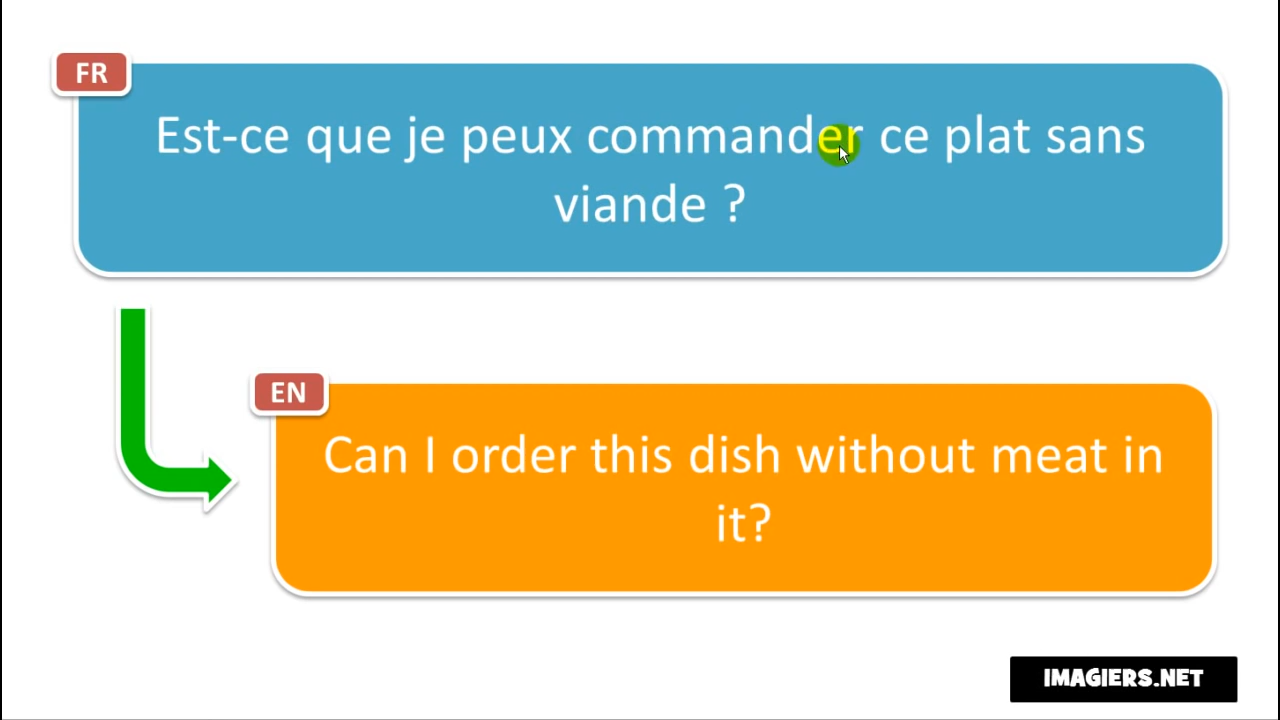 FR
Est-ce que je peux commander ce plat sans
viande ?
EN
Can I order this dish without meat in
it?
IMAGIERS.NET